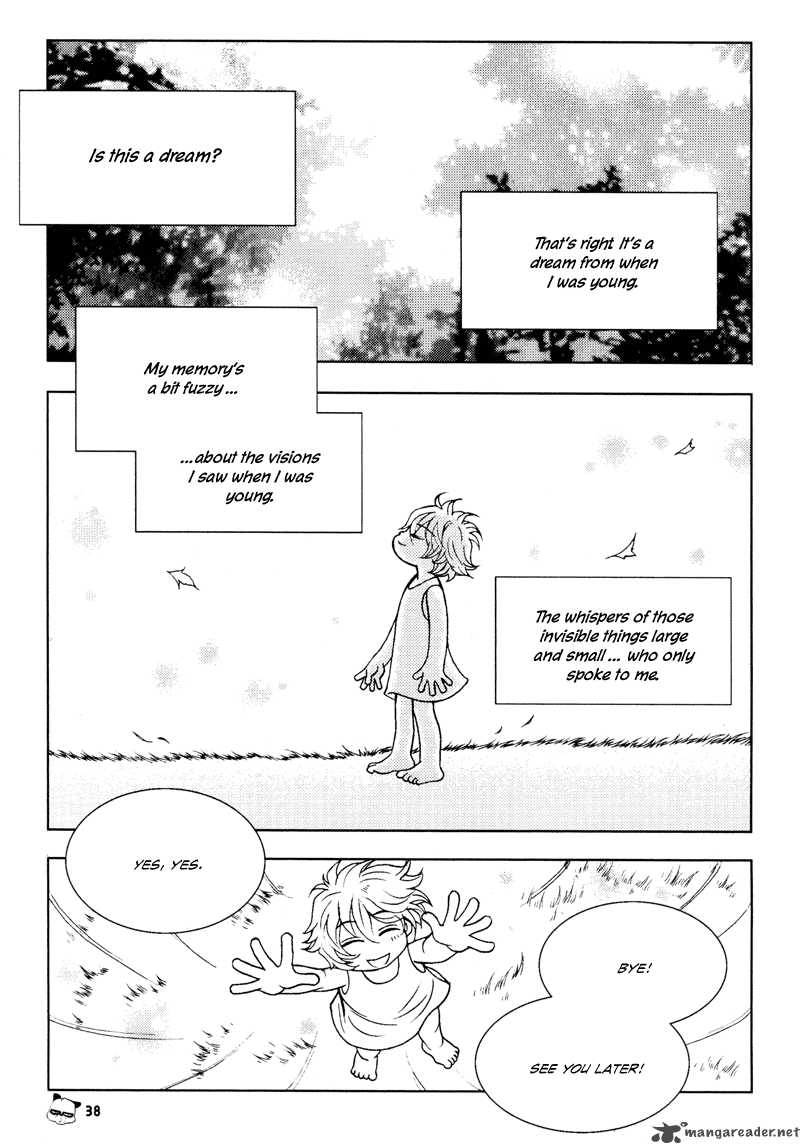 Is this a dream?
That's right. It's a
dream from when
I was young.
My memory's
a bit fuzzy ...
...about the visions
I saw when I was
young.
The whispers of those
invisible things large
and small ... who only
spoke to me.
YES, YES.
BYE!
SEE YOU LATER!
38
mangareader.net